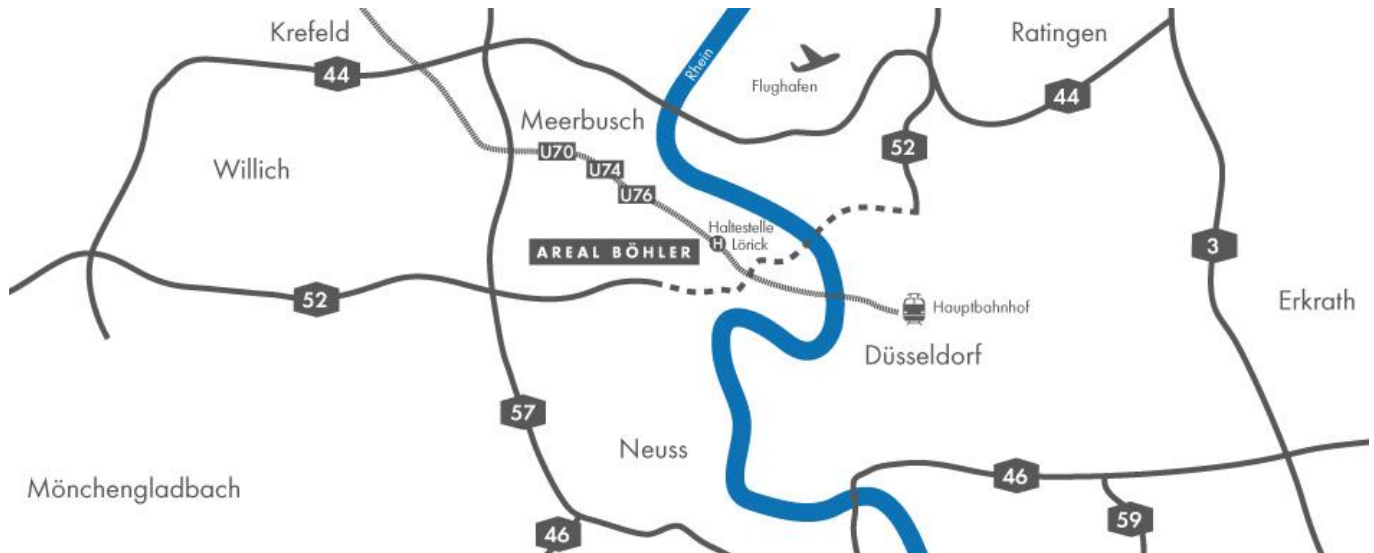 Krefeld
Rhein
Ratingen
44
Flughafen
44
Meerbusch
52
U70
Willich
U74
U76
Haltestelle
Lörick
H
AREAL BÖHLER
3
52
Hauptbahnhof
Erkrath
Düsseldorf
57
Neuss
46
Mönchengladbach
59
46